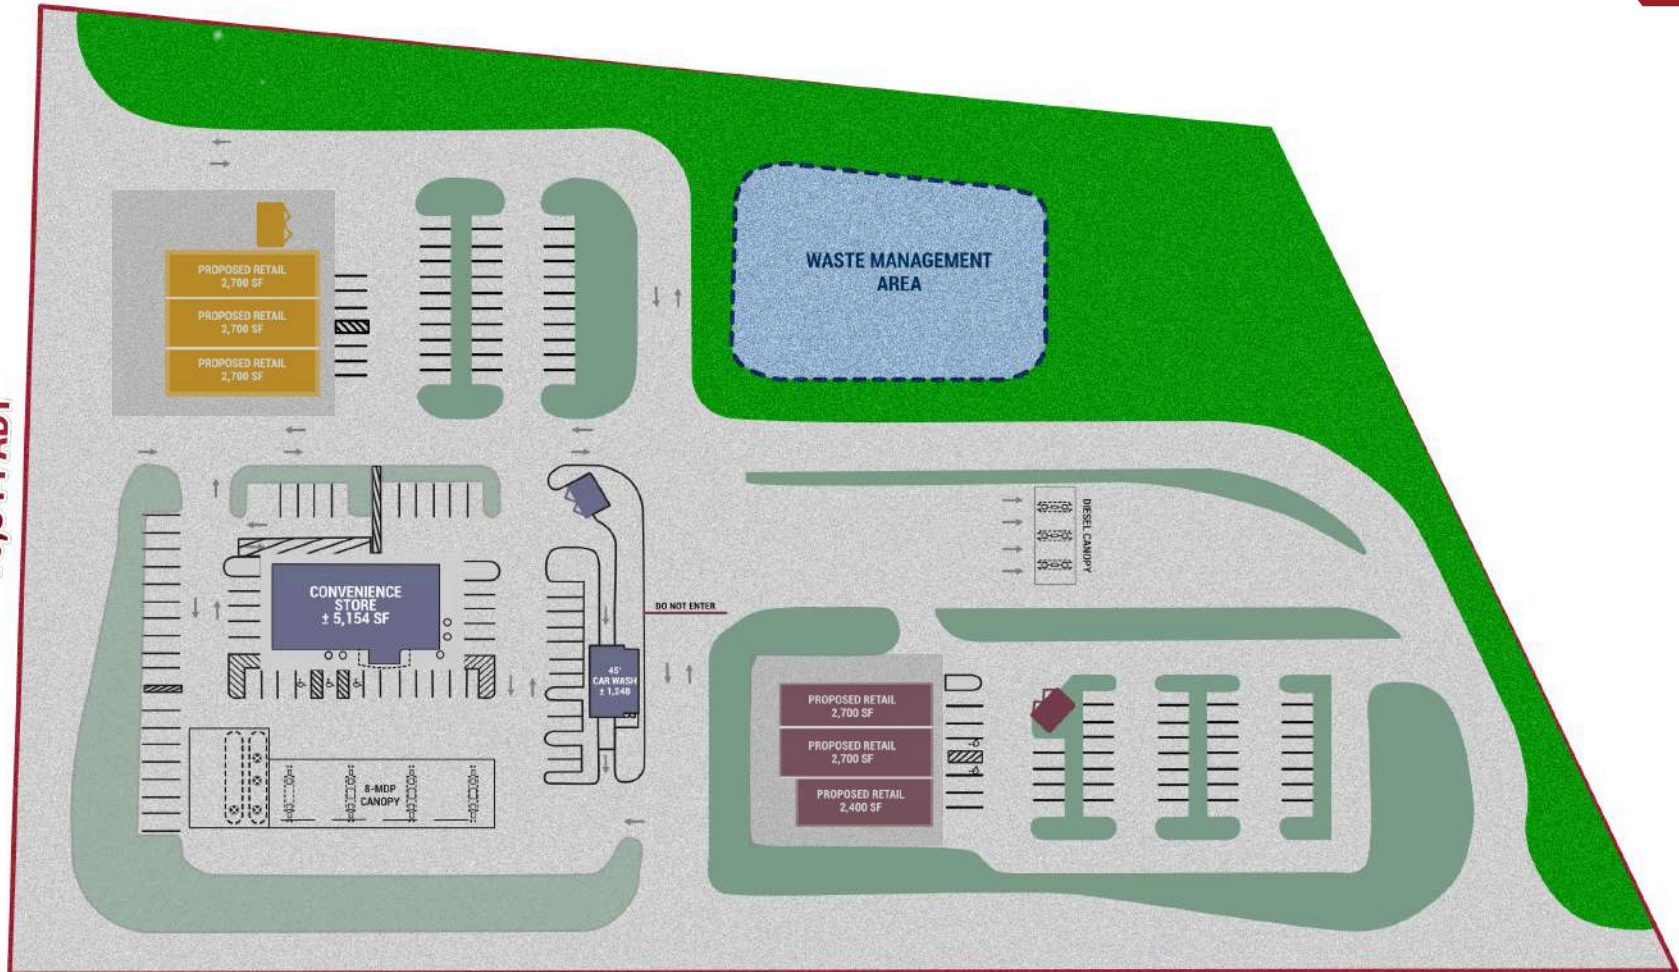 PROPOSED RETAIL
2,700 SF
PROPOSED RETAIL
2,700 SF
PROPOSED RETAIL
2,700 SF
WASTE MANAGEMENT
AREA
DIESEL CANOPY
CONVENIENCE
STORE
± 5,154 SF
DO NOT ENTER
45'
CAR WASH
± 1,248
8-MDP
CANOPY
PROPOSED RETAIL
2,700 SF
PROPOSED RETAIL
2,700 SF
PROPOSED RETAIL
2,400 SF